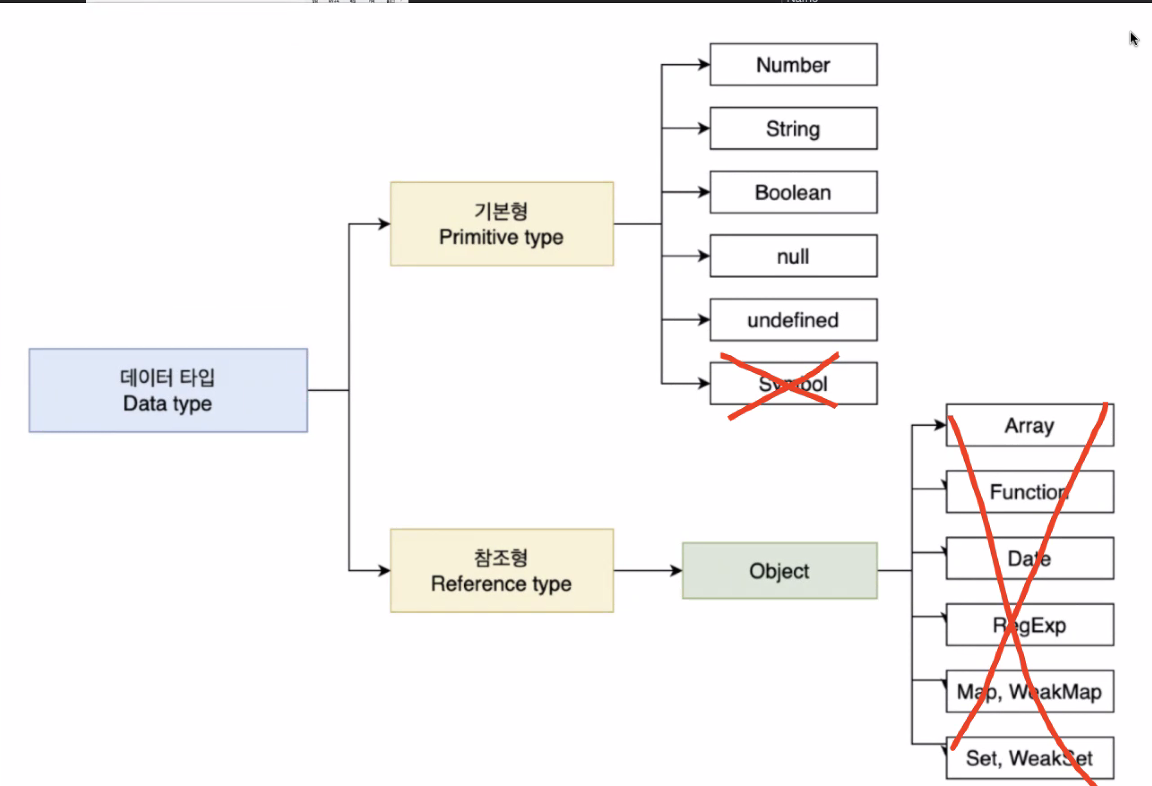 Number
String
Boolean
null
undefined
Symbol
기본형
Primitive type
데이터 타입
Data type
참조형
Reference type
Object
Array
Function
Date
RegExp
Map, WeakMap
Set, WeakSet